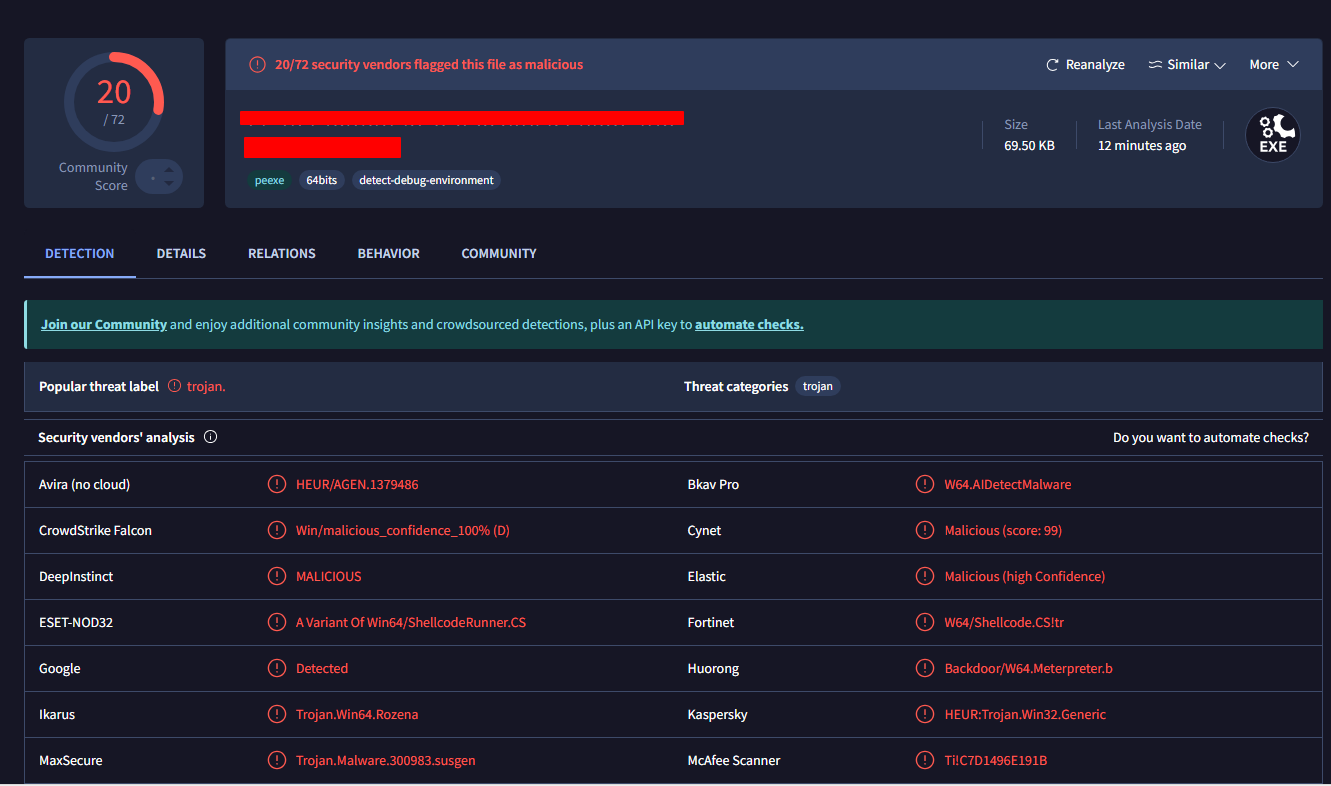 20
/ 72
Community
Score
20/72 security vendors flagged this file as malicious
Reanalyze
Similar
More
peexe
64bits
detect-debug-environment
Size
69.50 KB
Last Analysis Date
12 minutes ago
EXE
DETECTION
DETAILS
RELATIONS
BEHAVIOR
COMMUNITY
Join our Community and enjoy additional community insights and crowdsourced detections, plus an API key to automate checks.
Popular threat label
trojan.
Threat categories
trojan
Security vendors' analysis
Do you want to automate checks?
Avira (no cloud)
HEUR/AGEN.1379486
Bkav Pro
W64.AIDetectMalware
CrowdStrike Falcon
Win/malicious_confidence_100% (D)
Cynet
Malicious (score: 99)
DeepInstinct
MALICIOUS
Elastic
Malicious (high Confidence)
ESET-NOD32
A Variant Of Win64/ShellcodeRunner.CS
Fortinet
W64/Shellcode.CS!tr
Google
Detected
Huorong
Backdoor/W64.Meterpreter.b
Ikarus
Trojan.Win64.Rozena
Kaspersky
HEUR:Trojan.Win32.Generic
MaxSecure
Trojan.Malware.300983.susgen
McAfee Scanner
Ti!C7D1496E191B